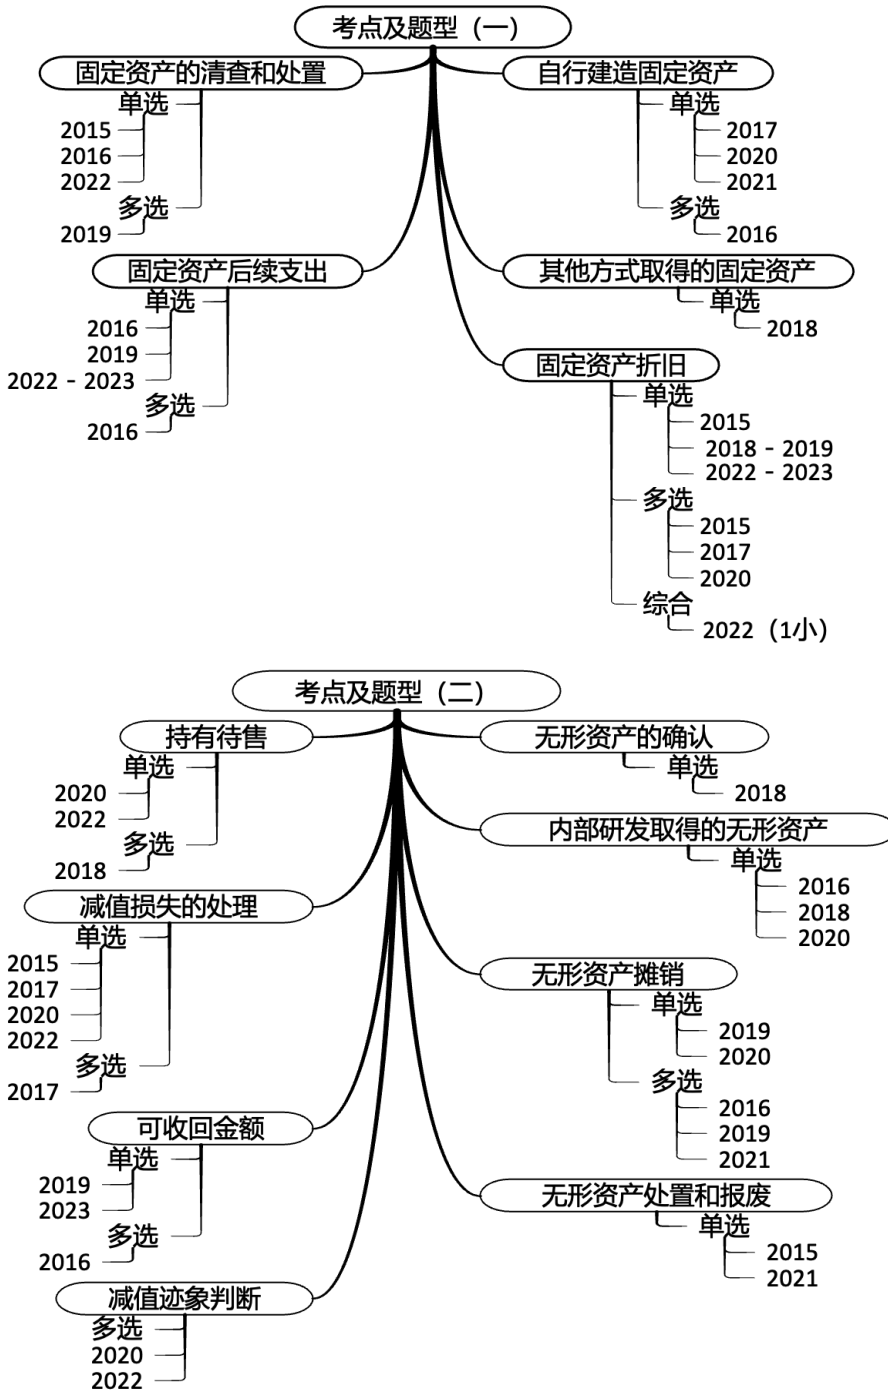 考点及题型（一）
固定资产的清查和处置
单选
2015
2016
2022
多选
2019
固定资产后续支出
单选
2016
2019
2022 - 2023
多选
2016
自行建造固定资产
单选
2017
2020
2021
多选
2016
其他方式取得的固定资产
单选
2018
固定资产折旧
单选
2015
2018 - 2019
2022 - 2023
多选
2015
2017
2020
综合
2022（1小）
考点及题型（二）
持有待售
单选
2020
2022
多选
2018
减值损失的处理
单选
2015
2017
2020
2022
多选
2017
可收回金额
单选
2019
2023
多选
2016
减值迹象判断
多选
2020
2022
无形资产的确认
单选
2018
内部研发取得的无形资产
单选
2016
2018
2020
无形资产摊销
单选
2019
2020
多选
2016
2019
2021
无形资产处置和报废
单选
2015
2021